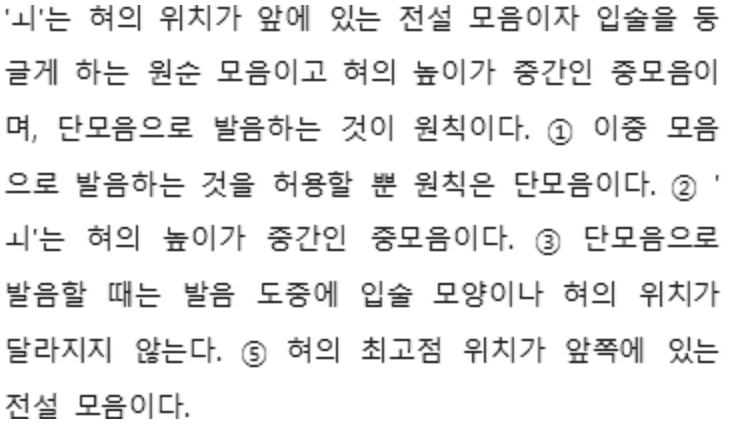 'ㅚ'는 혀의 위치가 앞에 있는 전설 모음이자 입술을 둥
글게 하는 원순 모음이고 혀의 높이가 중간인 중모음이
며, 단모음으로 발음하는 것이 원칙이다. ① 이중 모음
으로 발음하는 것을 허용할 뿐 원칙은 단모음이다. ② '
ㅚ'는 혀의 높이가 중간인 중모음이다. ③ 단모음으로
발음할 때는 발음 도중에 입술 모양이나 혀의 위치가
달라지지 않는다. ⑤ 혀의 최고점 위치가 앞쪽에 있는
전설 모음이다.